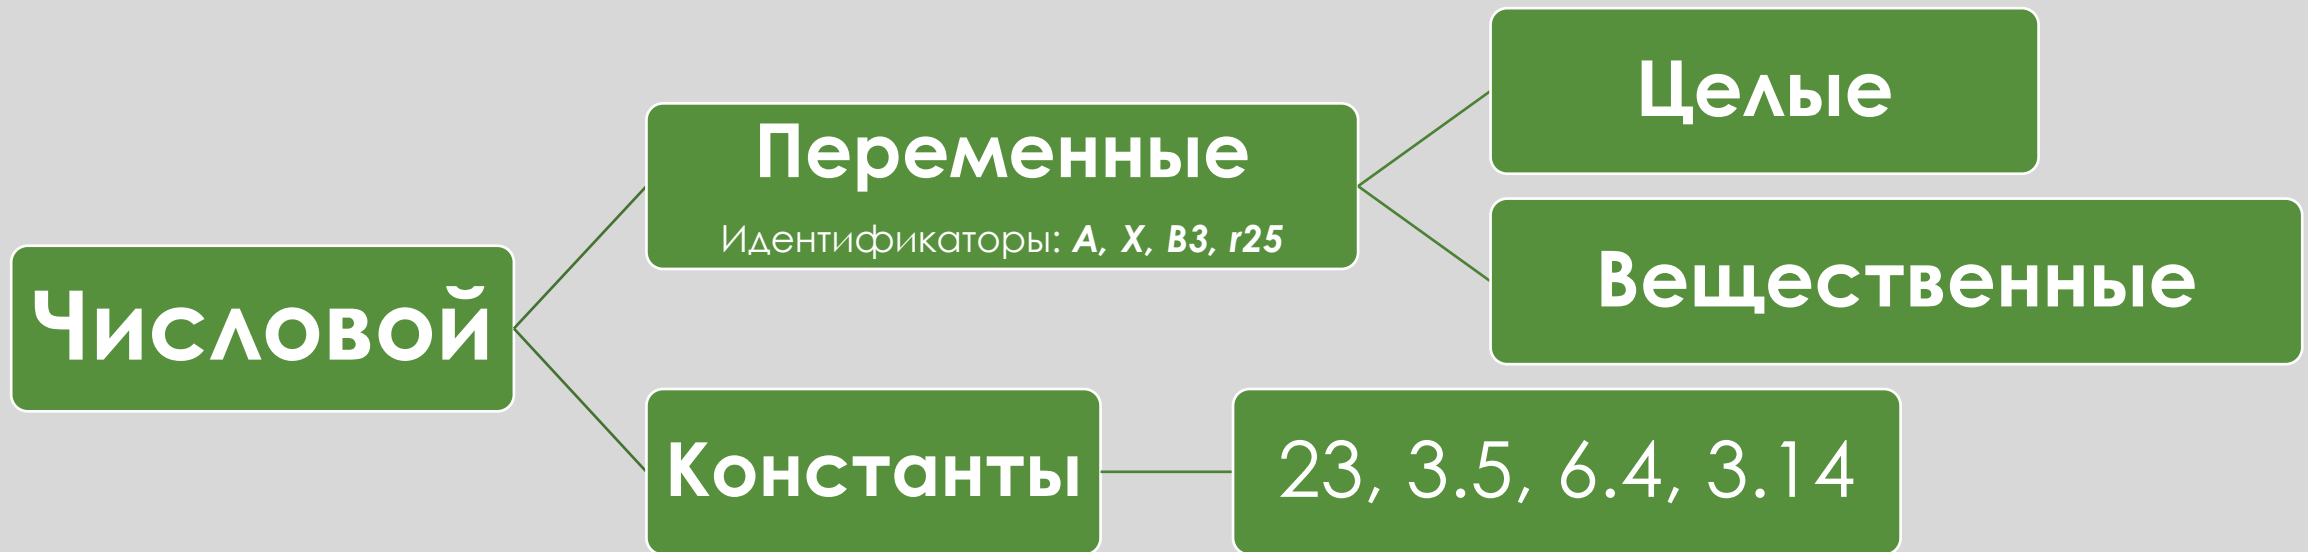 Числовой
Переменные
Идентификаторы: A, X, B3, r25
Целые
Вещественные
Константы
23, 3.5, 6.4, 3.14